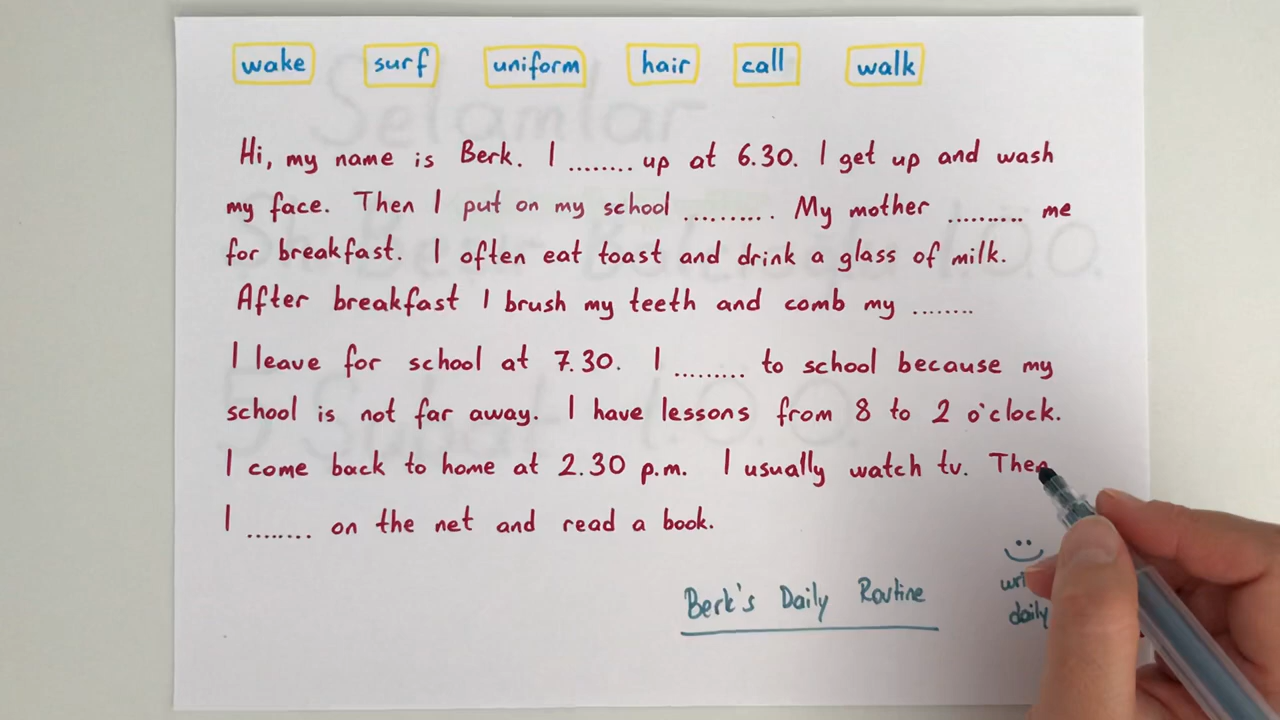 wake surf uniform hair call walk
Hi, my name is Berk. I ........ up at 6.30. I get up and wash
my face. Then I put on my school .......... My mother .......... me
for breakfast. I often eat toast and drink a glass of milk.
After breakfast I brush my teeth and comb my ........
I leave for school at 7.30. I ......... to school because my
school is not far away. I have lessons from 8 to 2 o'clock.
I come back to home at 2.30 p.m. I usually watch tv. Then
I ........ on the net and read a book.
Berk's Daily Routine
daily
Selamlar